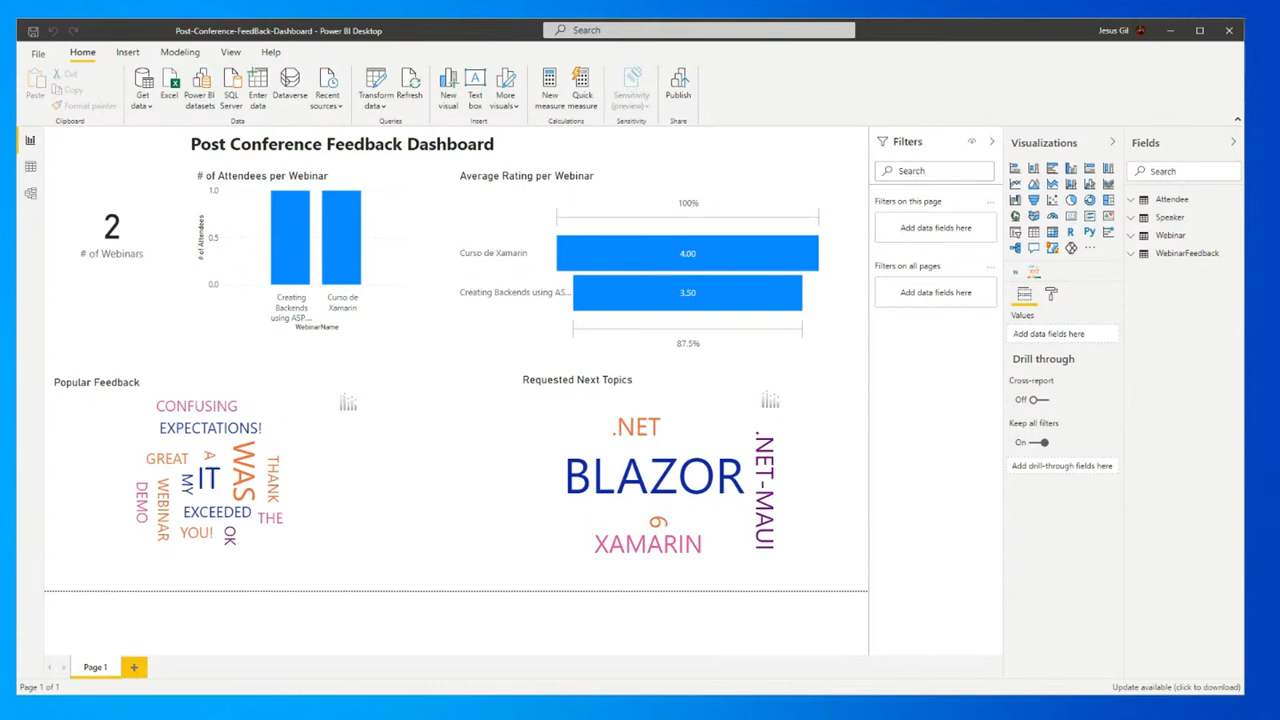 Post-Conference-FeedBack-Dashboard - Power BI Desktop
Search
Jesus Gil
File
Home
Insert
Modeling
View
Help
Paste
Cut
Copy
Format painter
Get data
Excel
Power BI datasets
SQL Server
Enter data
Dataverse
Recent sources
Transform data
Refresh
New visual
Text box
More visuals
New measure
Quick measure
Sensitivity (preview)
Publish
Clipboard
Data
Queries
Insert
Calculations
Sensitivity
Share
Post Conference Feedback Dashboard
2
# of Webinars
# of Attendees per Webinar
# of Attendees
1.0
0.5
0.0
Creating
Backends
using ASP....
Curso de
Xamarin
WebinarName
Average Rating per Webinar
100%
Curso de Xamarin
4.00
Creating Backends using AS...
3.50
87.5%
Popular Feedback
CONFUSING
EXPECTATIONS!
GREAT
A
WAS
THANK
MY
IT
DEMO
WEBINAR
EXCEEDED
THE
YOU!
OK
Requested Next Topics
.NET
BLAZOR
.NET-MAUI
6
XAMARIN
Filters
Search
Filters on this page
...
Add data fields here
Filters on all pages
...
Add data fields here
Visualizations
R
Py
...
Values
Add data fields here
Drill through
Cross-report
Off
Keep all filters
On
Add drill-through fields here
Fields
Search
Attendee
Speaker
Webinar
WebinarFeedback
Page 1
+
Page 1 of 1
Update available (click to download)